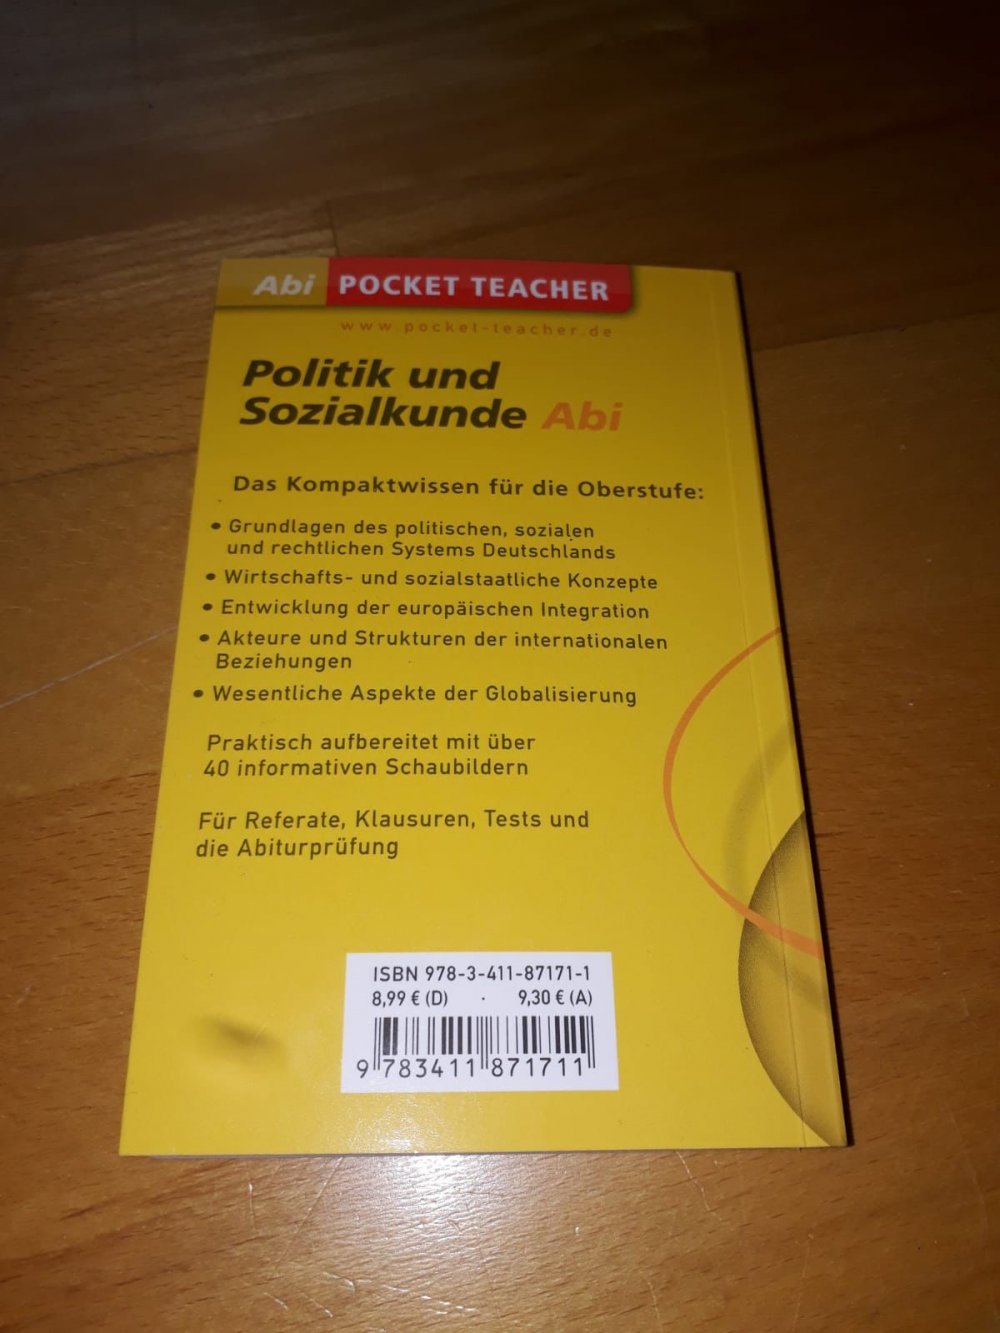 Abi POCKET TEACHER
www.pocket-teacher.de
Politik und
Sozialkunde Abi
Das Kompaktwissen für die Oberstufe:
• Grundlagen des politischen, sozialen
und rechtlichen Systems Deutschlands
• Wirtschafts- und sozialstaatliche Konzepte
• Entwicklung der europäischen Integration
• Akteure und Strukturen der internationalen
Beziehungen
• Wesentliche Aspekte der Globalisierung
Praktisch aufbereitet mit über
40 informativen Schaubildern
Für Referate, Klausuren, Tests und
die Abiturprüfung
ISBN 978-3-411-87171-1
8,99 € (D) · 9,30 € (A)
9 783411 871711